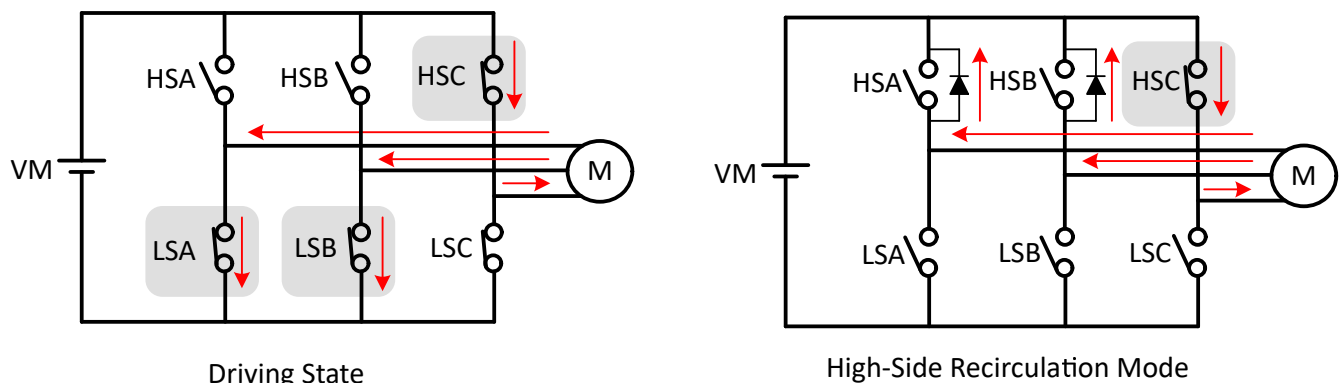 HSA
HSB
HSC
VM
M
LSA
LSB
LSC
Driving State
HSA
HSB
HSC
VM
M
LSA
LSB
LSC
High-Side Recirculation Mode